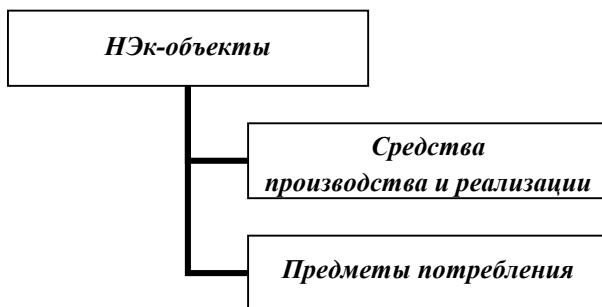 НЭк-объекты
Средства
производства и реализации
Предметы потребления